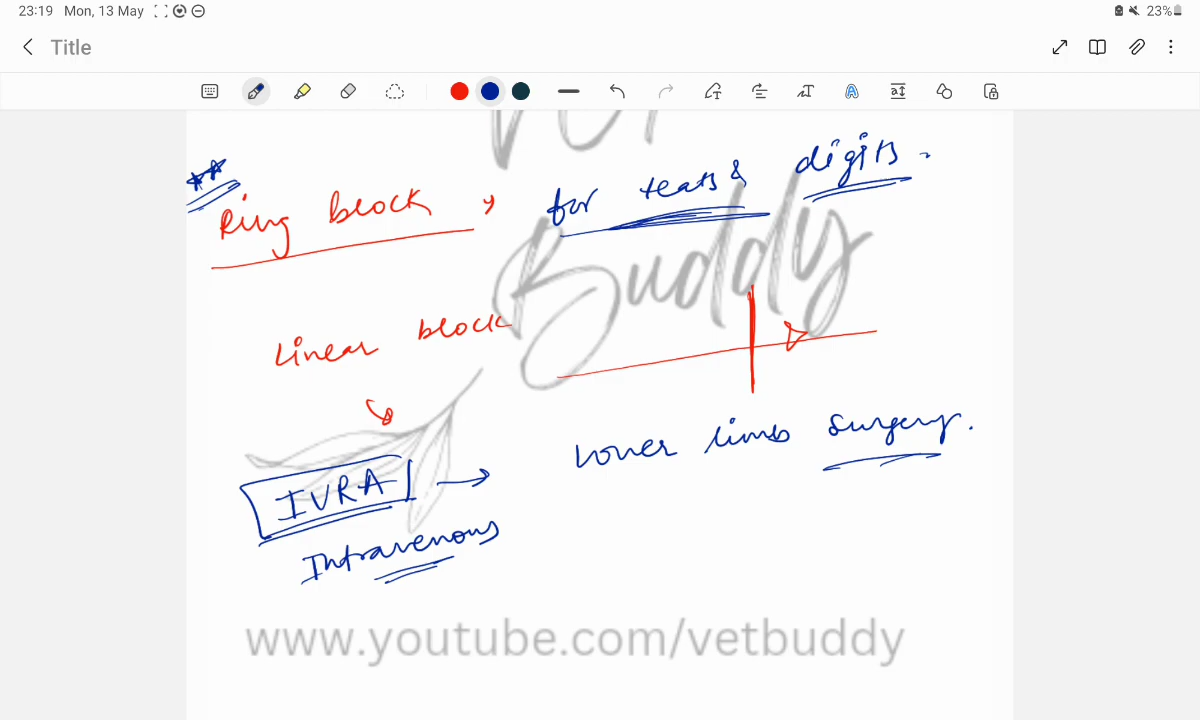 23:19 Mon, 13 May 23%
Title
Vet
** Ring block, for teats & digits.
Buddy
Linear block
IVRA → Lower limb surgery.
Intravenous
www.youtube.com/vetbuddy